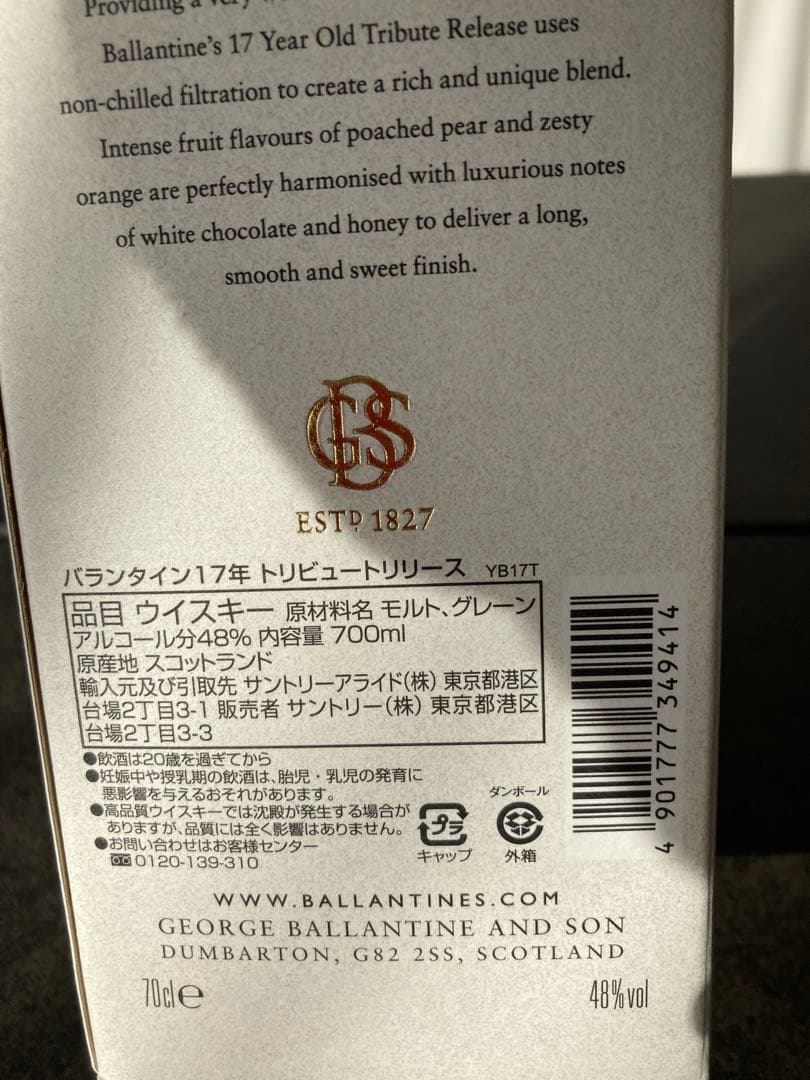 Providing a very
Ballantine's 17 Year Old Tribute Release uses
non-chilled filtration to create a rich and unique blend.
Intense fruit flavours of poached pear and zesty
orange are perfectly harmonised with luxurious notes
of white chocolate and honey to deliver a long,
smooth and sweet finish.
GBS
ESTD 1827
バランタイン17年 トリビュートリリース YB17T
品目 ウイスキー 原材料名 モルト、グレーン
アルコール分48% 内容量 700ml
原産地 スコットランド
輸入元及び引取先 サントリーアライド(株) 東京都港区
台場2丁目3-1 販売者 サントリー(株) 東京都港区
台場2丁目3-3
●飲酒は20歳を過ぎてから
●妊娠中や授乳期の飲酒は、胎児・乳児の発育に
悪影響を与えるおそれがあります。
●高品質ウイスキーでは沈殿が発生する場合が
ありますが、品質には全く影響はありません。
●お問い合わせはお客様センター
0120-139-310
プラ
キャップ
ダンボール
外箱
4 901777 349414
WWW.BALLANTINES.COM
GEORGE BALLANTINE AND SON
DUMBARTON, G82 2SS, SCOTLAND
70cl e
48%vol